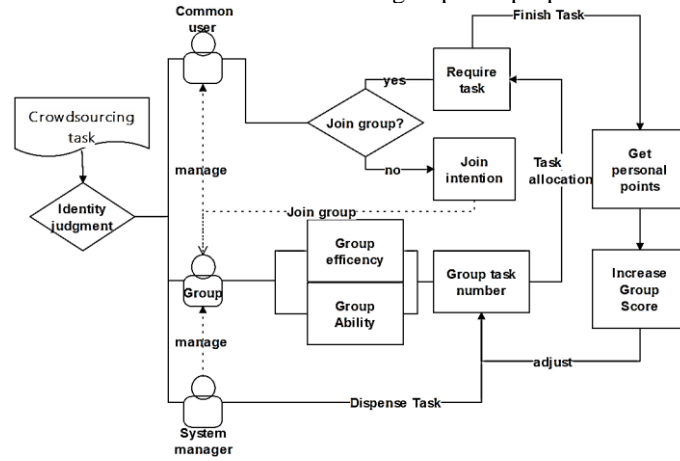 Common
user
Finish Task
Require
task
yes
Crowdsourcing
task
Join group?
manage
no
Join
intention
Task
allocation
Get
personal
points
Identity
judgment
Join group
Group
efficency
Group
Group
Ability
Group task
number
Increase
Group
Score
manage
adjust
Dispense Task
System
manager